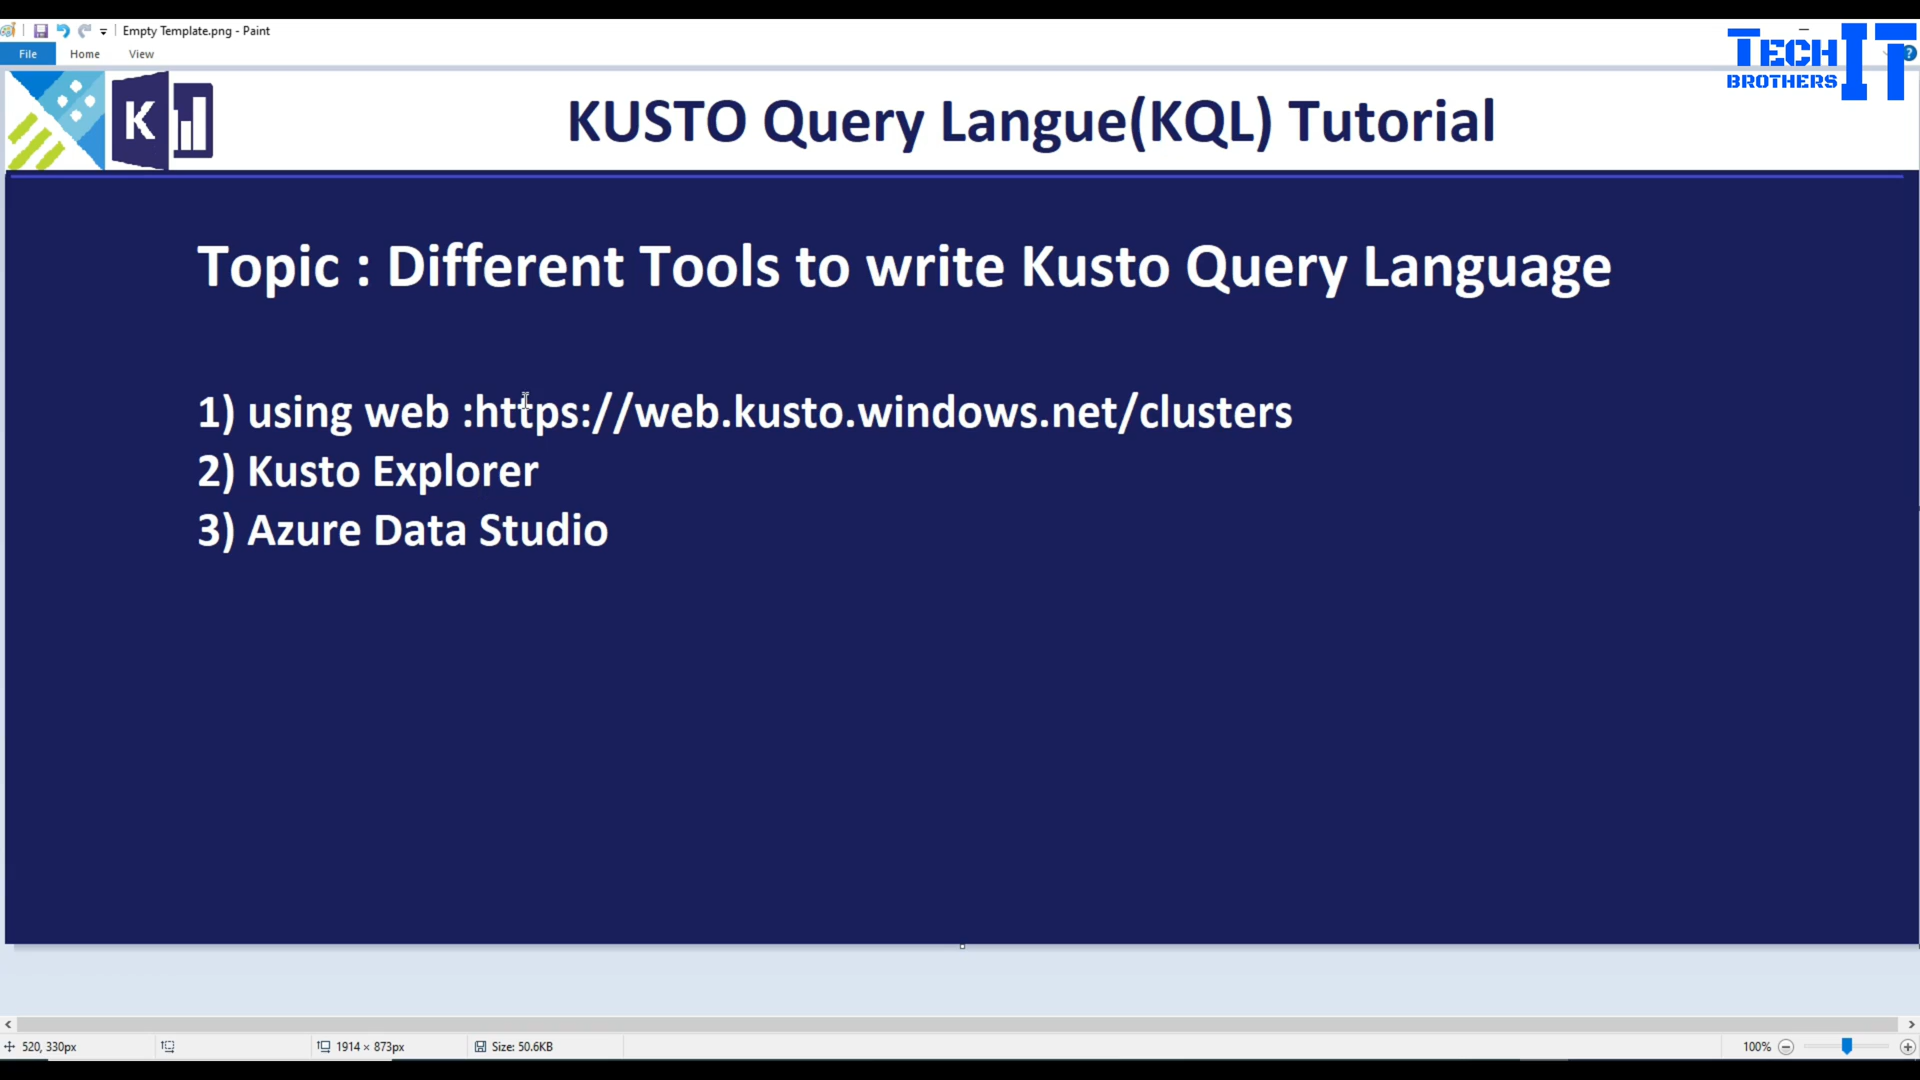 Empty Template.png - Paint
File Home View
TECH IT
BROTHERS
K
KUSTO Query Langue(KQL) Tutorial
Topic : Different Tools to write Kusto Query Language
1) using web :https://web.kusto.windows.net/clusters
2) Kusto Explorer
3) Azure Data Studio
520, 330px
1914 × 873px
Size: 50.6KB
100%